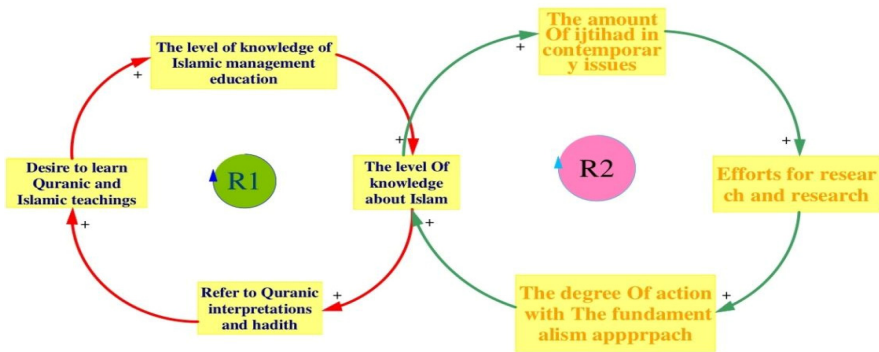 The level of knowledge of
Islamic management
education
+
The amount
Of ijtihad in
contemporar
y issues
+
+
+
Desire to learn
Quranic and
Islamic teachings
+
R1
The level Of
knowledge
about Islam
+
R2
Efforts for resear
ch and research
Refer to Quranic
interpretations
and hadith
+
The degree Of action
with The fundament
alism appprpach
+